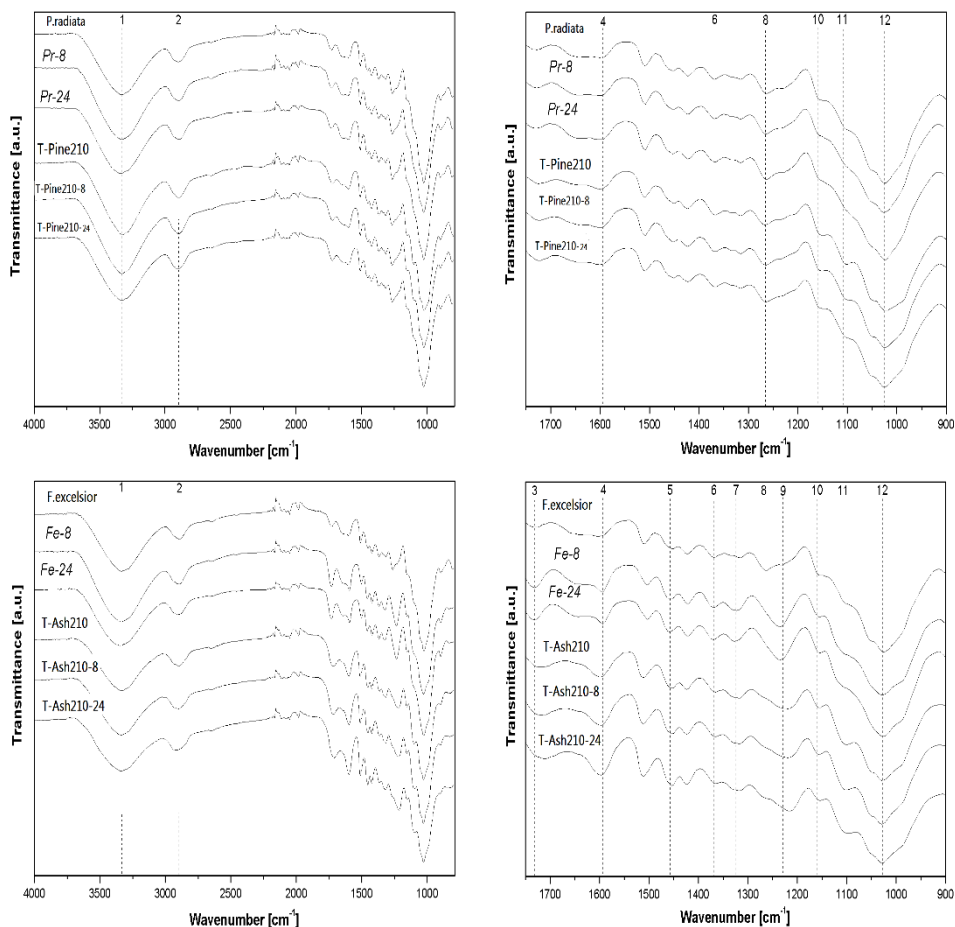 1 2
P.radiata
Pr-8
Pr-24
T-Pine210
T-Pine210-8
T-Pine210-24
Transmittance [a.u.]
4000 3500 3000 2500 2000 1500 1000
Wavenumber [cm-1]
4 6 8 10 11 12
P.radiata
Pr-8
Pr-24
T-Pine210
T-Pine210-8
T-Pine210-24
Transmittance [a.u.]
1700 1600 1500 1400 1300 1200 1100 1000 900
Wavenumber [cm-1]
1 2
F.excelsior
Fe-8
Fe-24
T-Ash210
T-Ash210-8
T-Ash210-24
Transmittance [a.u.]
4000 3500 3000 2500 2000 1500 1000
Wavenumber [cm-1]
3 4 5 6 7 8 9 10 11 12
F.excelsior
Fe-8
Fe-24
T-Ash210
T-Ash210-8
T-Ash210-24
Transmittance [a.u.]
1700 1600 1500 1400 1300 1200 1100 1000 900
Wavenumber [cm-1]